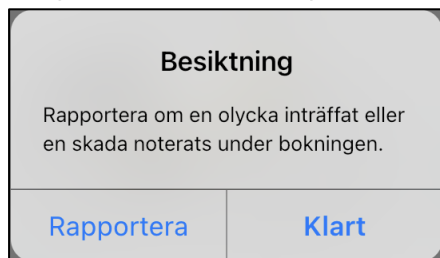 Besiktning
Rapportera om en olycka inträffat eller
en skada noterats under bokningen.
Rapportera
Klart